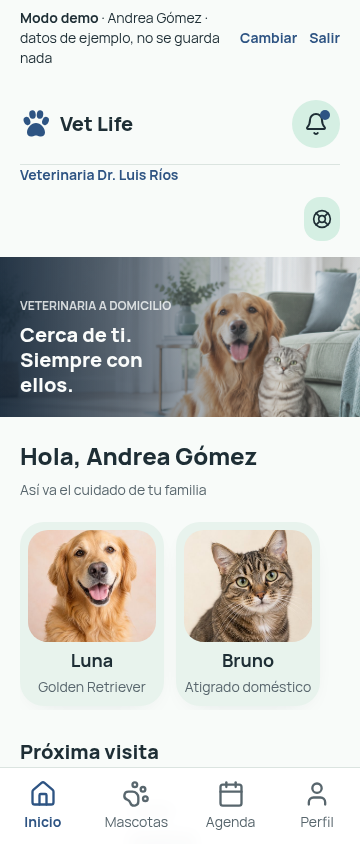 Modo demo · Andrea Gómez ·
datos de ejemplo, no se guarda
nada
Cambiar Salir
Vet Life
Veterinaria Dr. Luis Ríos
VETERINARIA A DOMICILIO
Cerca de ti.
Siempre con
ellos.
Hola, Andrea Gómez
Así va el cuidado de tu familia
Luna Bruno
Golden Retriever Atigrado doméstico
Próxima visita
Inicio Mascotas Agenda Perfil